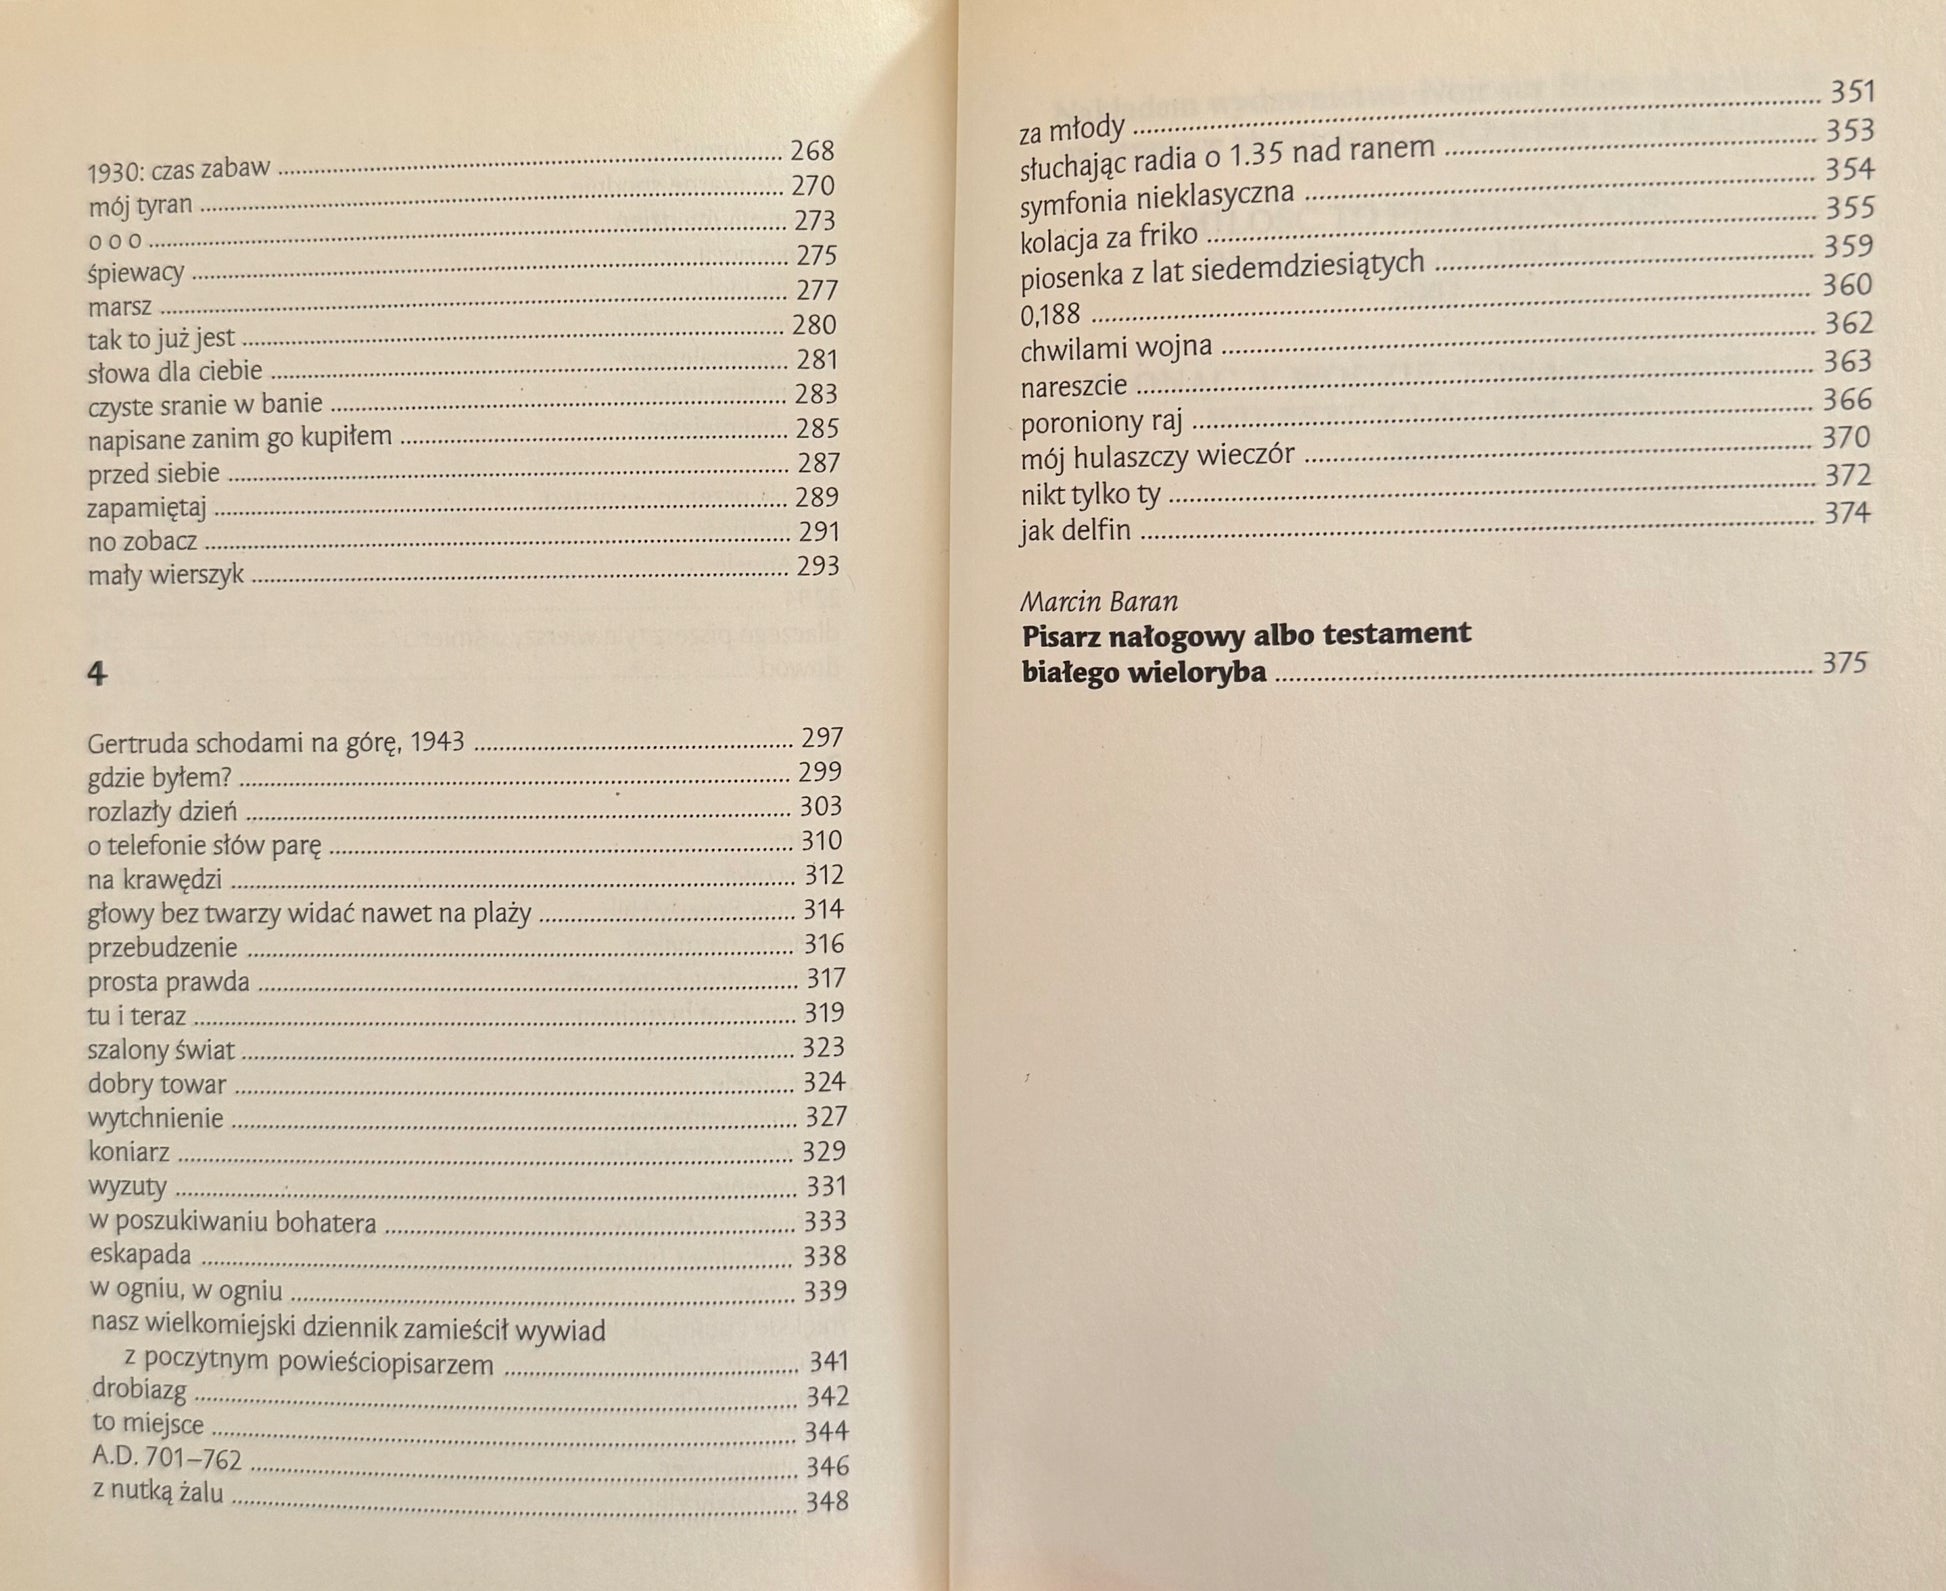 1930: czas zabaw ........ 268
mój tyran ........ 270
o o o ........ 273
śpiewacy ........ 275
marsz ........ 277
tak to już jest ........ 280
słowa dla ciebie ........ 281
czyste sranie w banie ........ 283
napisane zanim go kupiłem ........ 285
przed siebie ........ 287
zapamiętaj ........ 289
no zobacz ........ 291
mały wierszyk ........ 293
4
Gertruda schodami na górę, 1943 ........ 297
gdzie byłem? ........ 299
rozlazły dzień ........ 303
o telefonie słów parę ........ 310
na krawędzi ........ 312
głowy bez twarzy widać nawet na plaży ........ 314
przebudzenie ........ 316
prosta prawda ........ 317
tu i teraz ........ 319
szalony świat ........ 323
dobry towar ........ 324
wytchnienie ........ 327
koniarz ........ 329
wyzuty ........ 331
w poszukiwaniu bohatera ........ 333
eskapada ........ 338
w ogniu, w ogniu ........ 339
nasz wielkomiejski dziennik zamieścił wywiad
z poczytnym powieściopisarzem ........ 341
drobiazg ........ 342
to miejsce ........ 344
A.D. 701–762 ........ 346
z nutką żalu ........ 348
za młody ........ 351
słuchając radia o 1.35 nad ranem ........ 353
symfonia nieklasyczna ........ 354
kolacja za friko ........ 355
piosenka z lat siedemdziesiątych ........ 359
0,188 ........ 360
chwilami wojna ........ 362
nareszcie ........ 363
poroniony raj ........ 366
mój hulaszczy wieczór ........ 370
nikt tylko ty ........ 372
jak delfin ........ 374
Marcin Baran
Pisarz nałogowy albo testament
białego wieloryba ........ 375